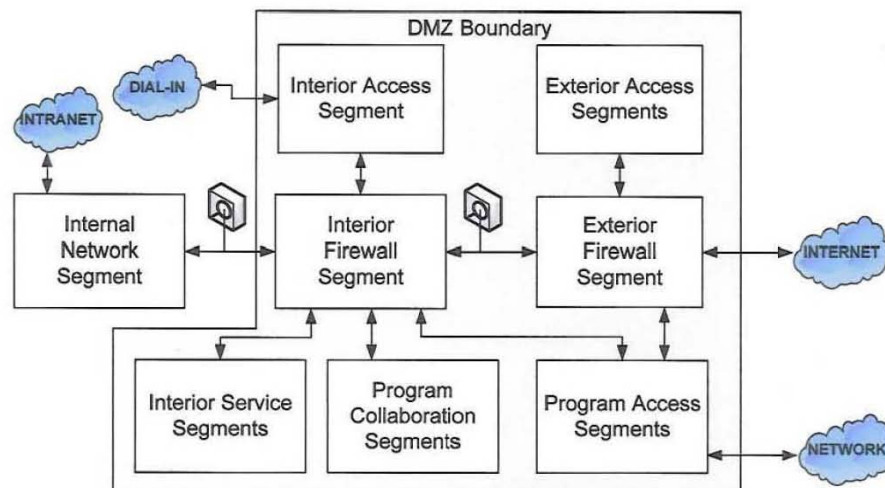 DMZ Boundary
DIAL-IN
Interior Access
Segment
Exterior Access
Segments
INTRANET
Internal
Network
Segment
Interior
Firewall
Segment
Exterior
Firewall
Segment
INTERNET
Interior Service
Segments
Program
Collaboration
Segments
Program Access
Segments
NETWORK